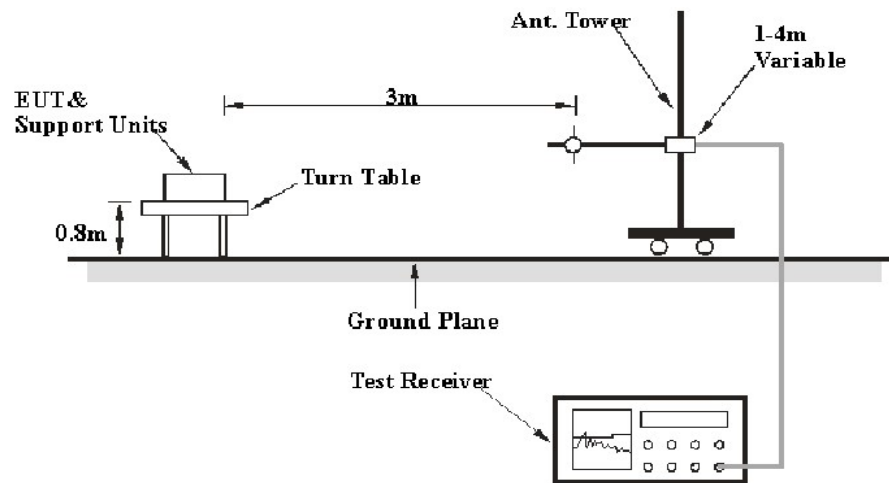 Ant. Tower
1-4m
Variable
3m
EUT&
Support Units
Turn Table
0.8m
Ground Plane
Test Receiver